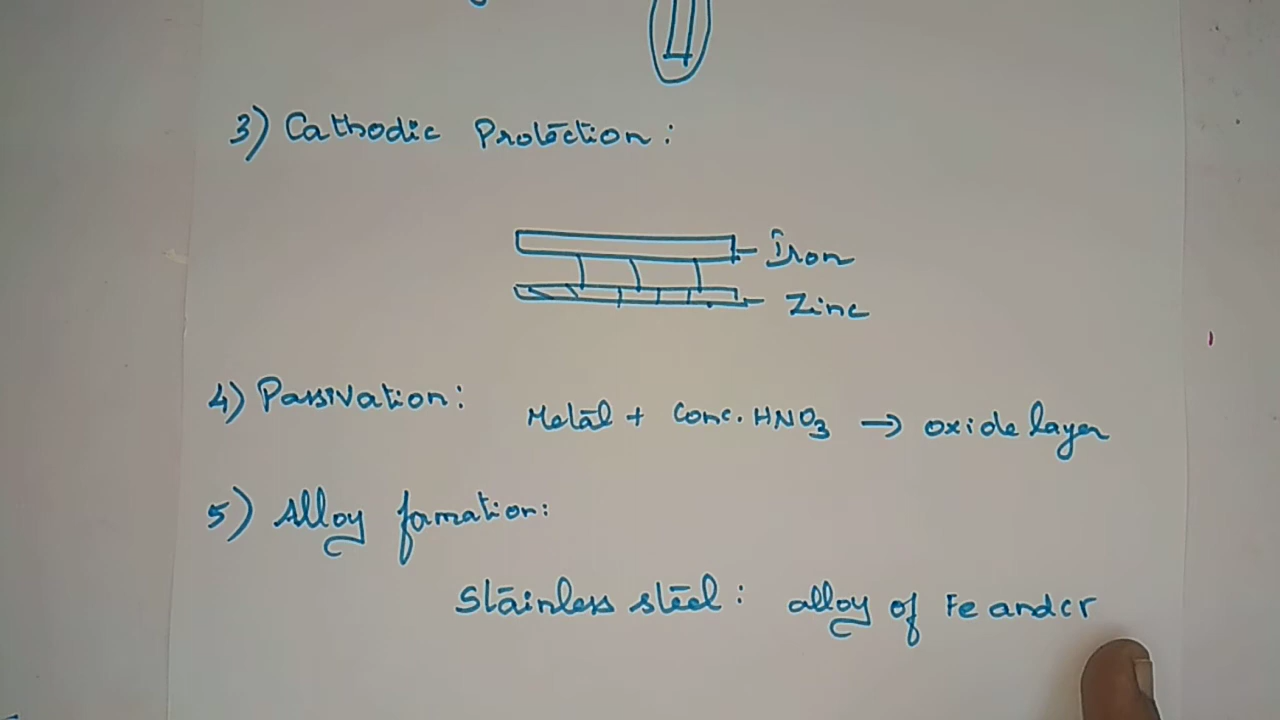 3) Cathodic Protection:
Iron
Zinc
4) Passivation:
Metal + Conc. HNO3 → oxide layer
5) Alloy formation:
Stainless steel: alloy of Fe and Cr